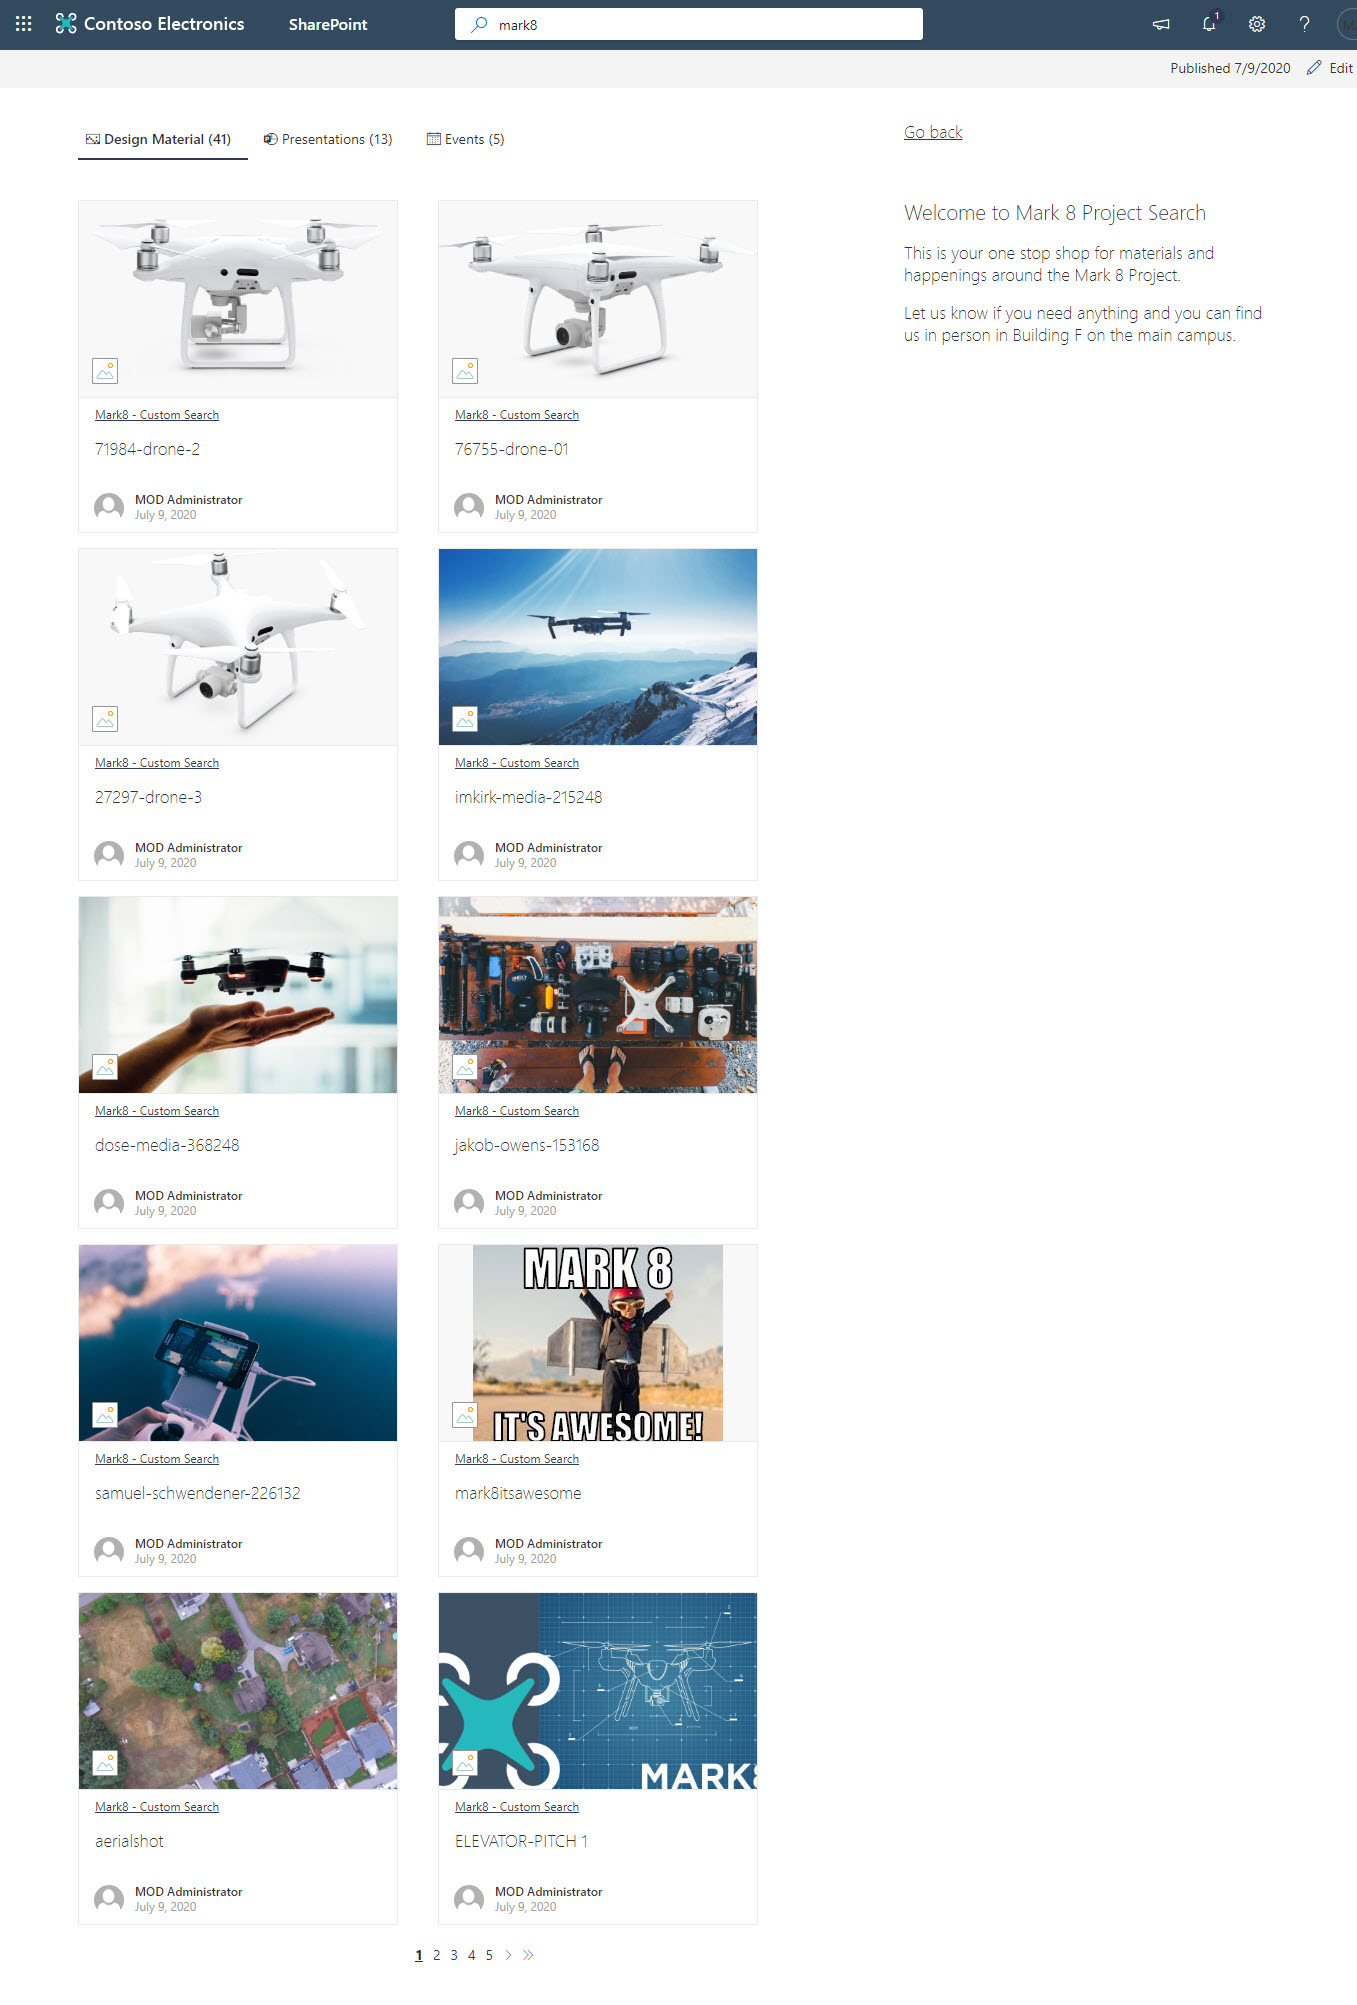 Contoso Electronics
SharePoint
mark8
1
Published 7/9/2020
Edit
Design Material (41)
Presentations (13)
Events (5)
Go back
Welcome to Mark 8 Project Search
This is your one stop shop for materials and
happenings around the Mark 8 Project.
Let us know if you need anything and you can find
us in person in Building F on the main campus.
Mark8 - Custom Search
71984-drone-2
MOD Administrator
July 9, 2020
Mark8 - Custom Search
76755-drone-01
MOD Administrator
July 9, 2020
Mark8 - Custom Search
27297-drone-3
MOD Administrator
July 9, 2020
Mark8 - Custom Search
imkirk-media-215248
MOD Administrator
July 9, 2020
Mark8 - Custom Search
dose-media-368248
MOD Administrator
July 9, 2020
Mark8 - Custom Search
jakob-owens-153168
MOD Administrator
July 9, 2020
Mark8 - Custom Search
samuel-schwendener-226132
MOD Administrator
July 9, 2020
MARK 8
IT'S AWESOME!
Mark8 - Custom Search
mark8itsawesome
MOD Administrator
July 9, 2020
Mark8 - Custom Search
aerialshot
MOD Administrator
July 9, 2020
MARK8
Mark8 - Custom Search
ELEVATOR-PITCH 1
MOD Administrator
July 9, 2020
1 2 3 4 5